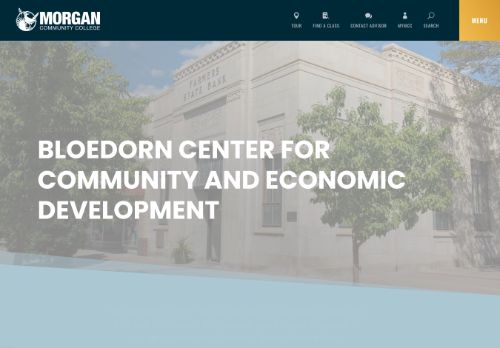 MORGAN
COMMUNITY COLLEGE
TOUR
FIND A CLASS
CONTACT ADVISOR
MYMCC
SEARCH
MENU
FARMERS
STATE BANK
BLOEDORN CENTER FOR
COMMUNITY AND ECONOMIC
DEVELOPMENT